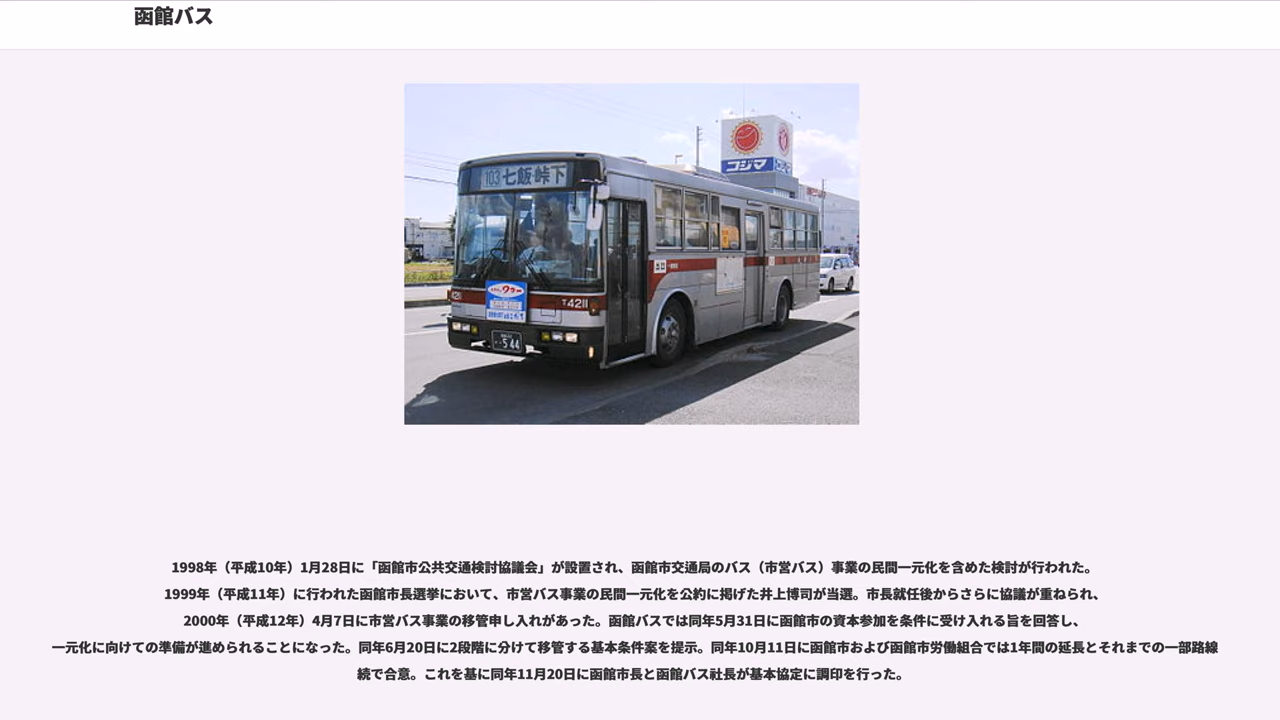 函館バス
コジマ
103 七飯・峠下
T4211
・544
1998年（平成10年）1月28日に「函館市公共交通検討協議会」が設置され、函館市交通局のバス（市営バス）事業の民間一元化を含めた検討が行われた。
1999年（平成11年）に行われた函館市長選挙において、市営バス事業の民間一元化を公約に掲げた井上博司が当選。市長就任後からさらに協議が重ねられ、
2000年（平成12年）4月7日に市営バス事業の移管申し入れがあった。函館バスでは同年5月31日に函館市の資本参加を条件に受け入れる旨を回答し、
一元化に向けての準備が進められることになった。同年6月20日に2段階に分けて移管する基本条件案を提示。同年10月11日に函館市および函館市労働組合では1年間の延長とそれまでの一部路線
続で合意。これを基に同年11月20日に函館市長と函館バス社長が基本協定に調印を行った。